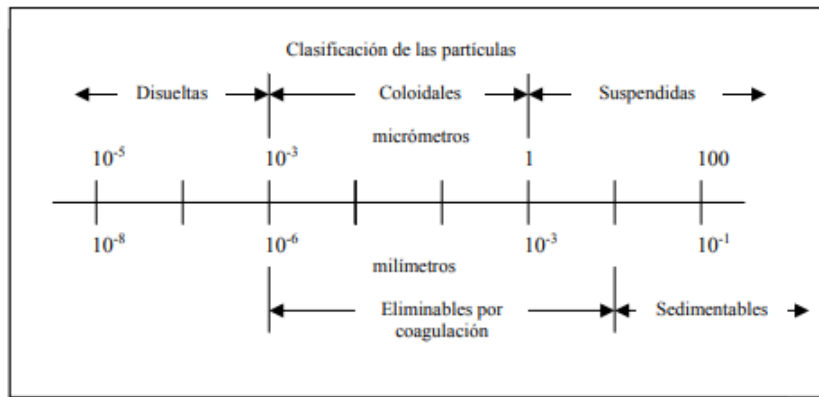 Clasificación de las partículas
Disueltas Coloidales Suspendidas
micrómetros
10⁻⁵ 10⁻³ 1 100
10⁻⁸ 10⁻⁶ 10⁻³ 10⁻¹
milímetros
Eliminables por Sedimentables
coagulación